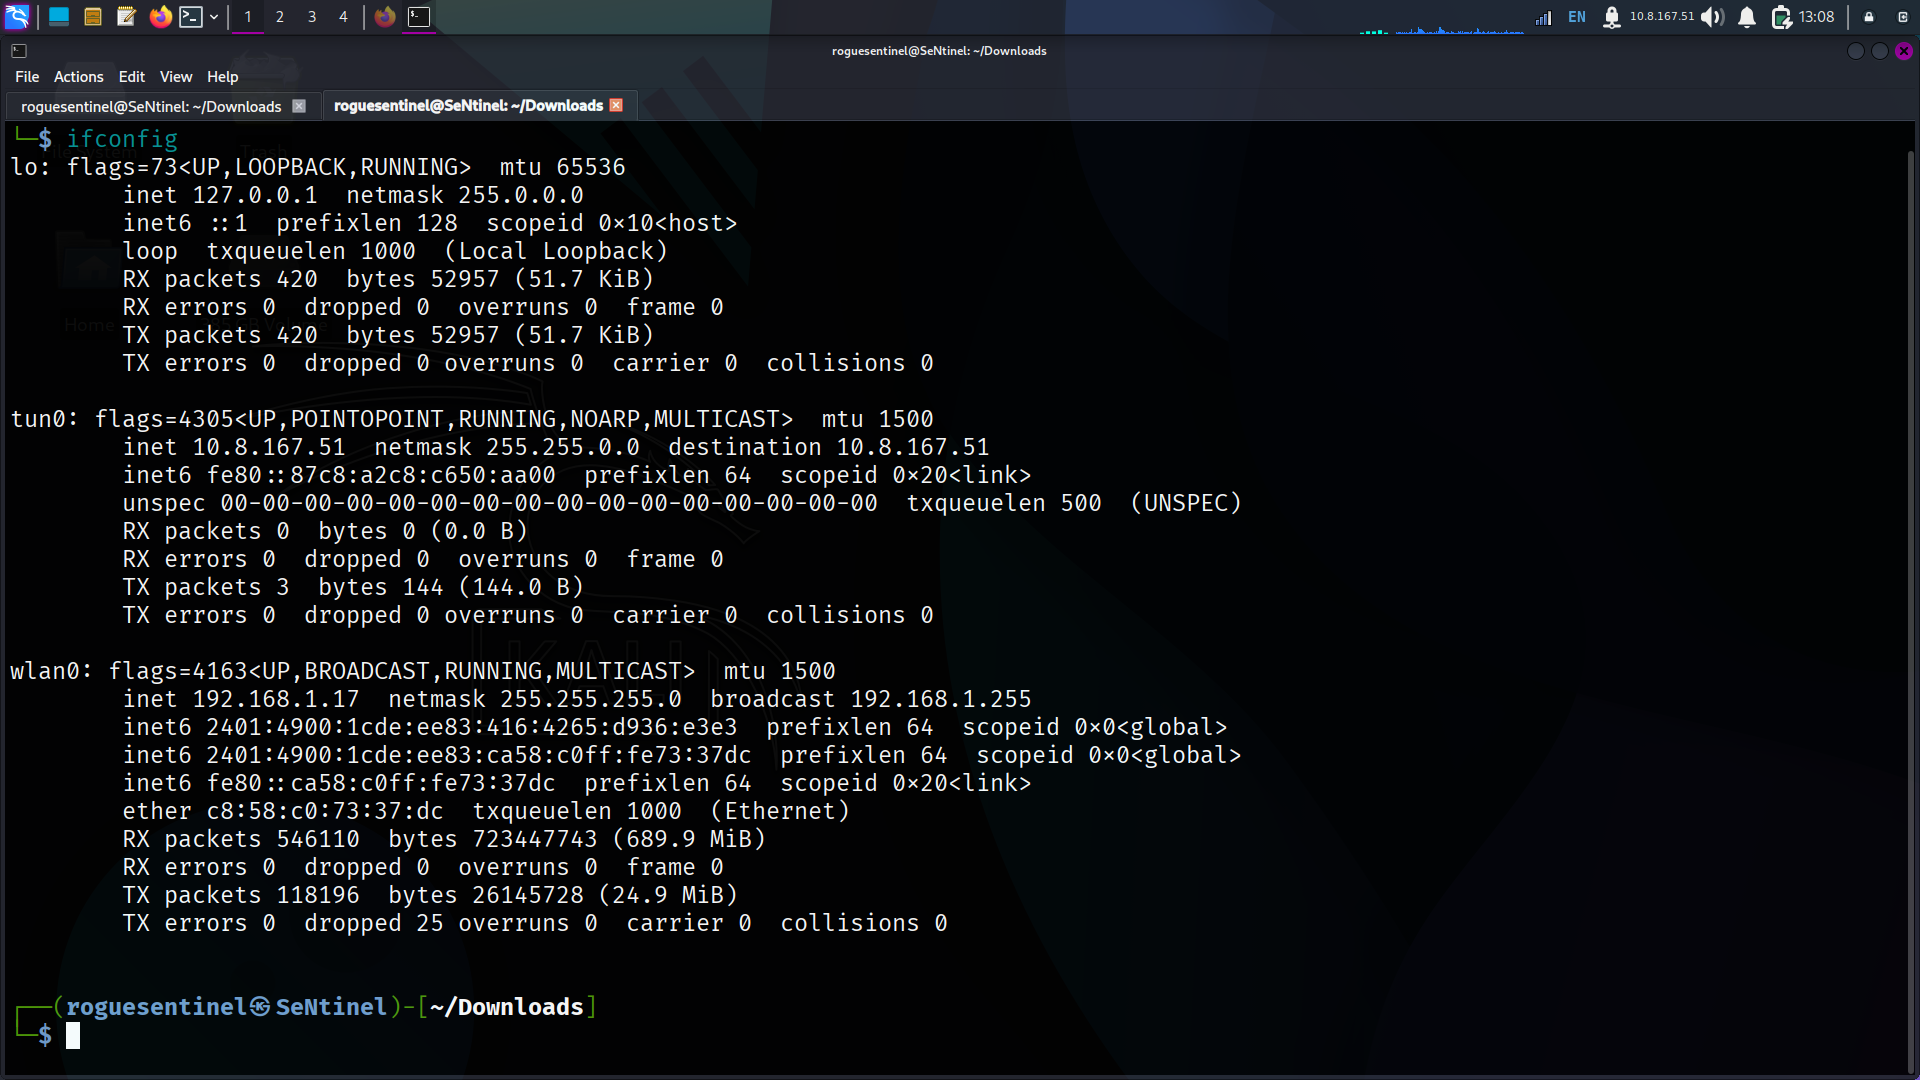 1 2 3 4 EN 10.8.167.51 13:08
roguesentinel@SeNtinel: ~/Downloads
File Actions Edit View Help
roguesentinel@SeNtinel: ~/Downloads roguesentinel@SeNtinel: ~/Downloads
└─$ ifconfig
lo: flags=73<UP,LOOPBACK,RUNNING>  mtu 65536
        inet 127.0.0.1  netmask 255.0.0.0
        inet6 ::1  prefixlen 128  scopeid 0×10<host>
        loop  txqueuelen 1000  (Local Loopback)
        RX packets 420  bytes 52957 (51.7 KiB)
        RX errors 0  dropped 0  overruns 0  frame 0
        TX packets 420  bytes 52957 (51.7 KiB)
        TX errors 0  dropped 0 overruns 0  carrier 0  collisions 0
tun0: flags=4305<UP,POINTOPOINT,RUNNING,NOARP,MULTICAST>  mtu 1500
        inet 10.8.167.51  netmask 255.255.0.0  destination 10.8.167.51
        inet6 fe80::87c8:a2c8:c650:aa00  prefixlen 64  scopeid 0×20<link>
        unspec 00-00-00-00-00-00-00-00-00-00-00-00-00-00-00-00  txqueuelen 500  (UNSPEC)
        RX packets 0  bytes 0 (0.0 B)
        RX errors 0  dropped 0  overruns 0  frame 0
        TX packets 3  bytes 144 (144.0 B)
        TX errors 0  dropped 0 overruns 0  carrier 0  collisions 0
wlan0: flags=4163<UP,BROADCAST,RUNNING,MULTICAST>  mtu 1500
        inet 192.168.1.17  netmask 255.255.255.0  broadcast 192.168.1.255
        inet6 2401:4900:1cde:ee83:416:4265:d936:e3e3  prefixlen 64  scopeid 0×0<global>
        inet6 2401:4900:1cde:ee83:ca58:c0ff:fe73:37dc  prefixlen 64  scopeid 0×0<global>
        inet6 fe80::ca58:c0ff:fe73:37dc  prefixlen 64  scopeid 0×20<link>
        ether c8:58:c0:73:37:dc  txqueuelen 1000  (Ethernet)
        RX packets 546110  bytes 723447743 (689.9 MiB)
        RX errors 0  dropped 0  overruns 0  frame 0
        TX packets 118196  bytes 26145728 (24.9 MiB)
        TX errors 0  dropped 25 overruns 0  carrier 0  collisions 0
Home
KALI
┌──(roguesentinel㉿SeNtinel)-[~/Downloads]
└─$